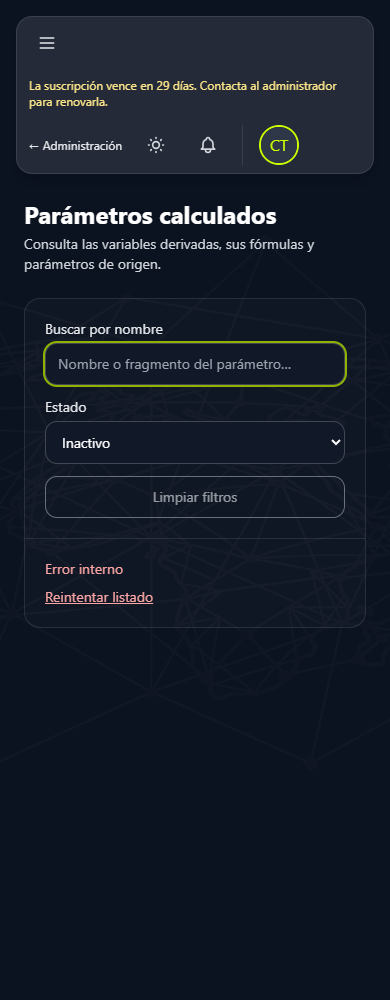 La suscripción vence en 29 días. Contacta al administrador
para renovarla.
← Administración
CT
Parámetros calculados
Consulta las variables derivadas, sus fórmulas y
parámetros de origen.
Buscar por nombre
Nombre o fragmento del parámetro...
Estado
Inactivo
Limpiar filtros
Error interno
Reintentar listado